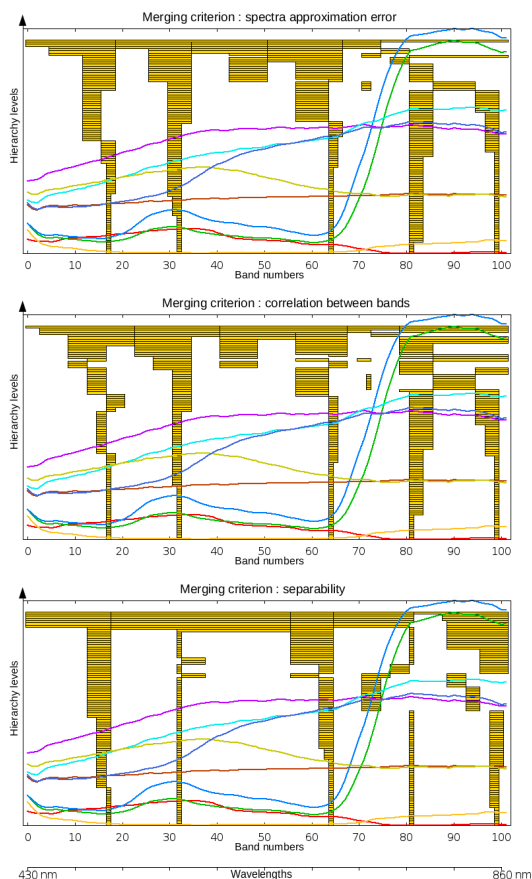 Merging criterion : spectra approximation error
Hierarchy levels
0 10 20 30 40 50 60 70 80 90 100
Band numbers
Merging criterion : correlation between bands
Hierarchy levels
0 10 20 30 40 50 60 70 80 90 100
Band numbers
Merging criterion : separability
Hierarchy levels
0 10 20 30 40 50 60 70 80 90 100
Band numbers
430 nm Wavelengths 860 nm